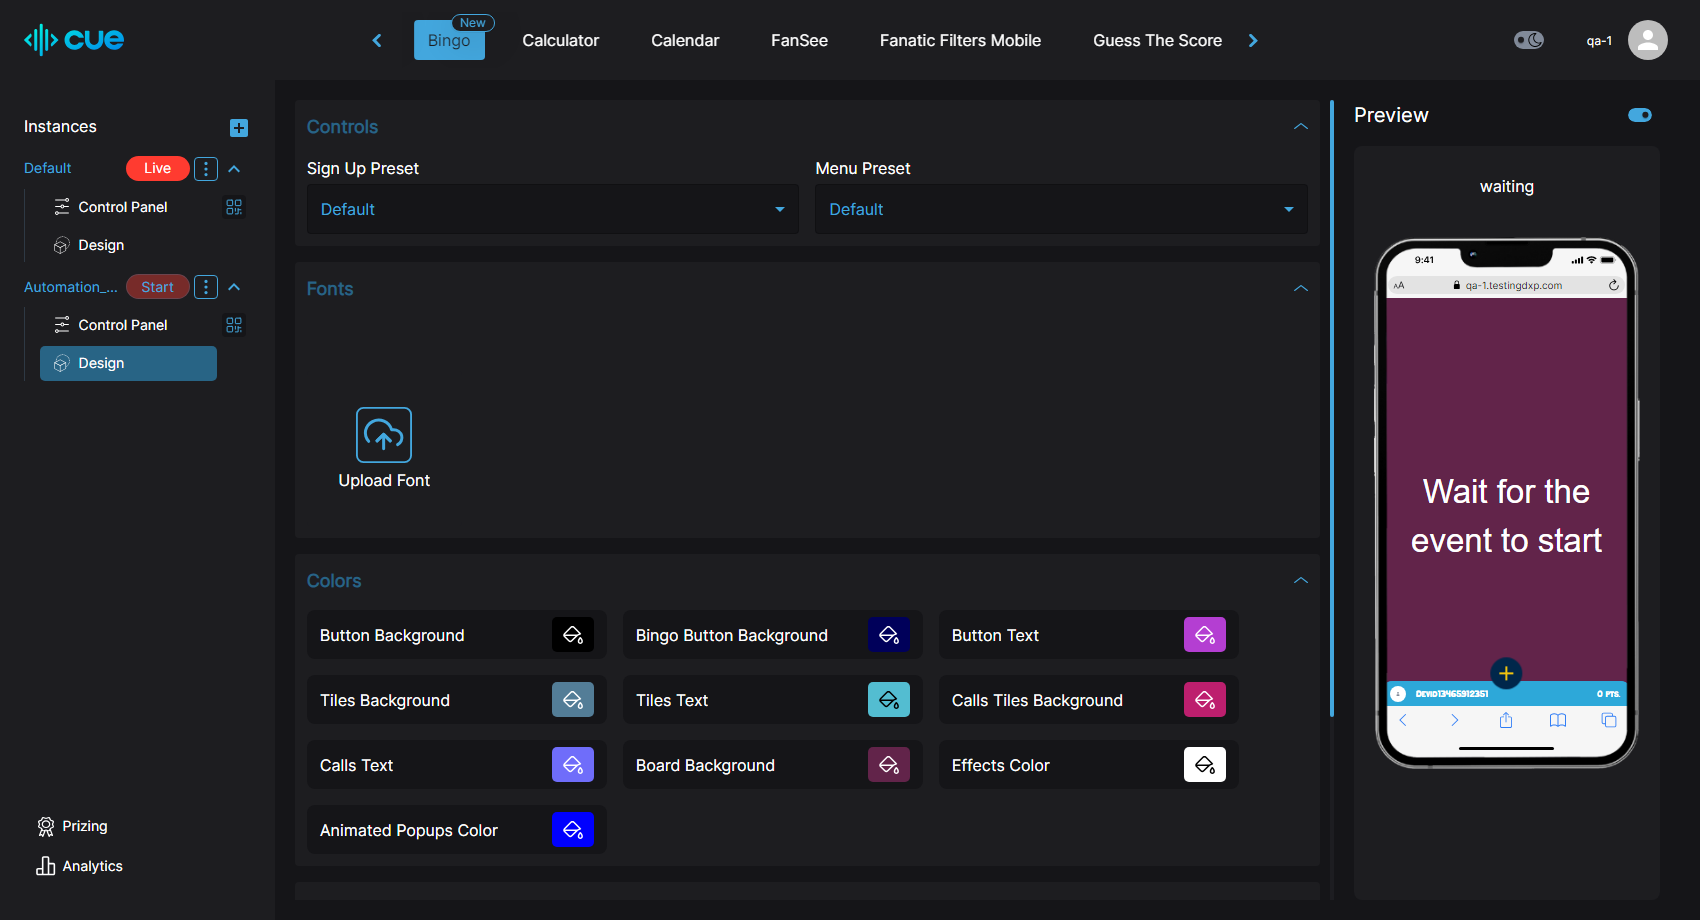 cue
Bingo
New
Calculator
Calendar
FanSee
Fanatic Filters Mobile
Guess The Score
qa-1
Instances
Default
Live
Control Panel
Design
Automation_...
Start
Control Panel
Design
Prizing
Analytics
Controls
Sign Up Preset
Menu Preset
Default
Default
Fonts
Upload Font
Colors
Button Background
Bingo Button Background
Button Text
Tiles Background
Tiles Text
Calls Tiles Background
Calls Text
Board Background
Effects Color
Animated Popups Color
Preview
waiting
9:41
AA
qa-1.testingdxp.com
Wait for the
event to start
0 PTS.